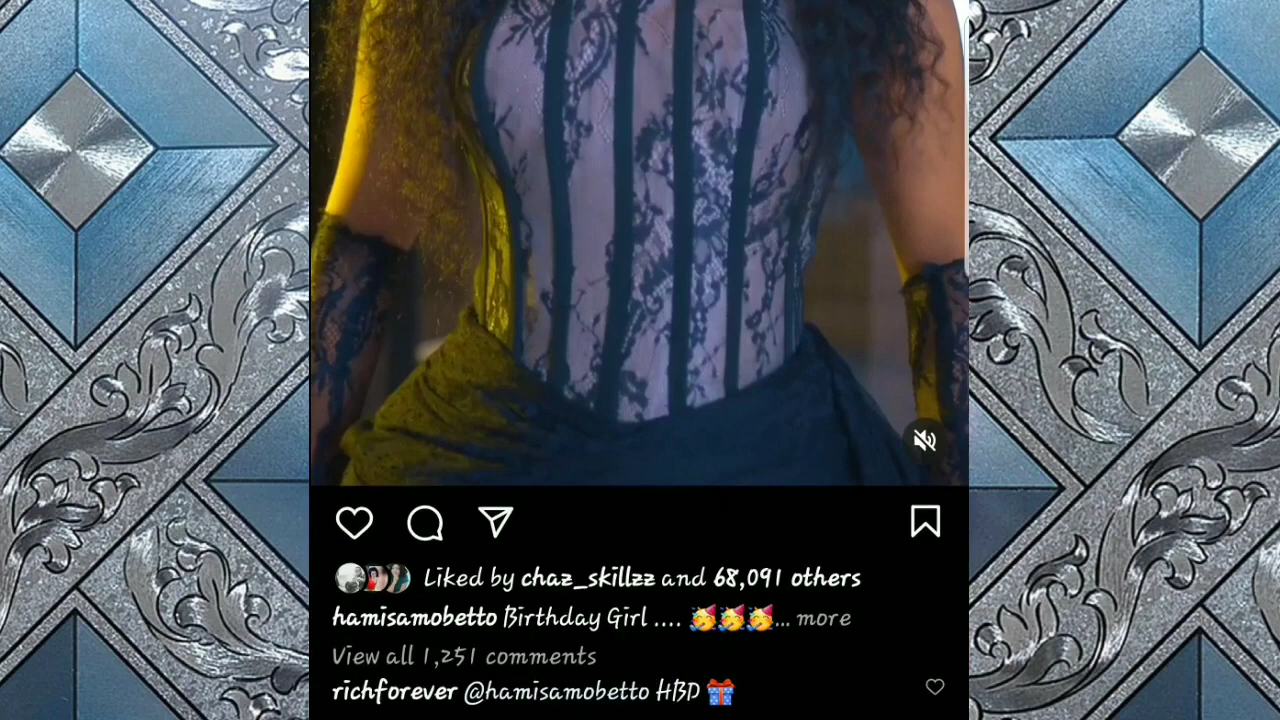 Liked by chaz_skillzz and 68,091 others
hamisamobetto Birthday Girl .... 🥳🥳🥳... more
View all 1,251 comments
richforever @hamisamobetto HBD 🎁